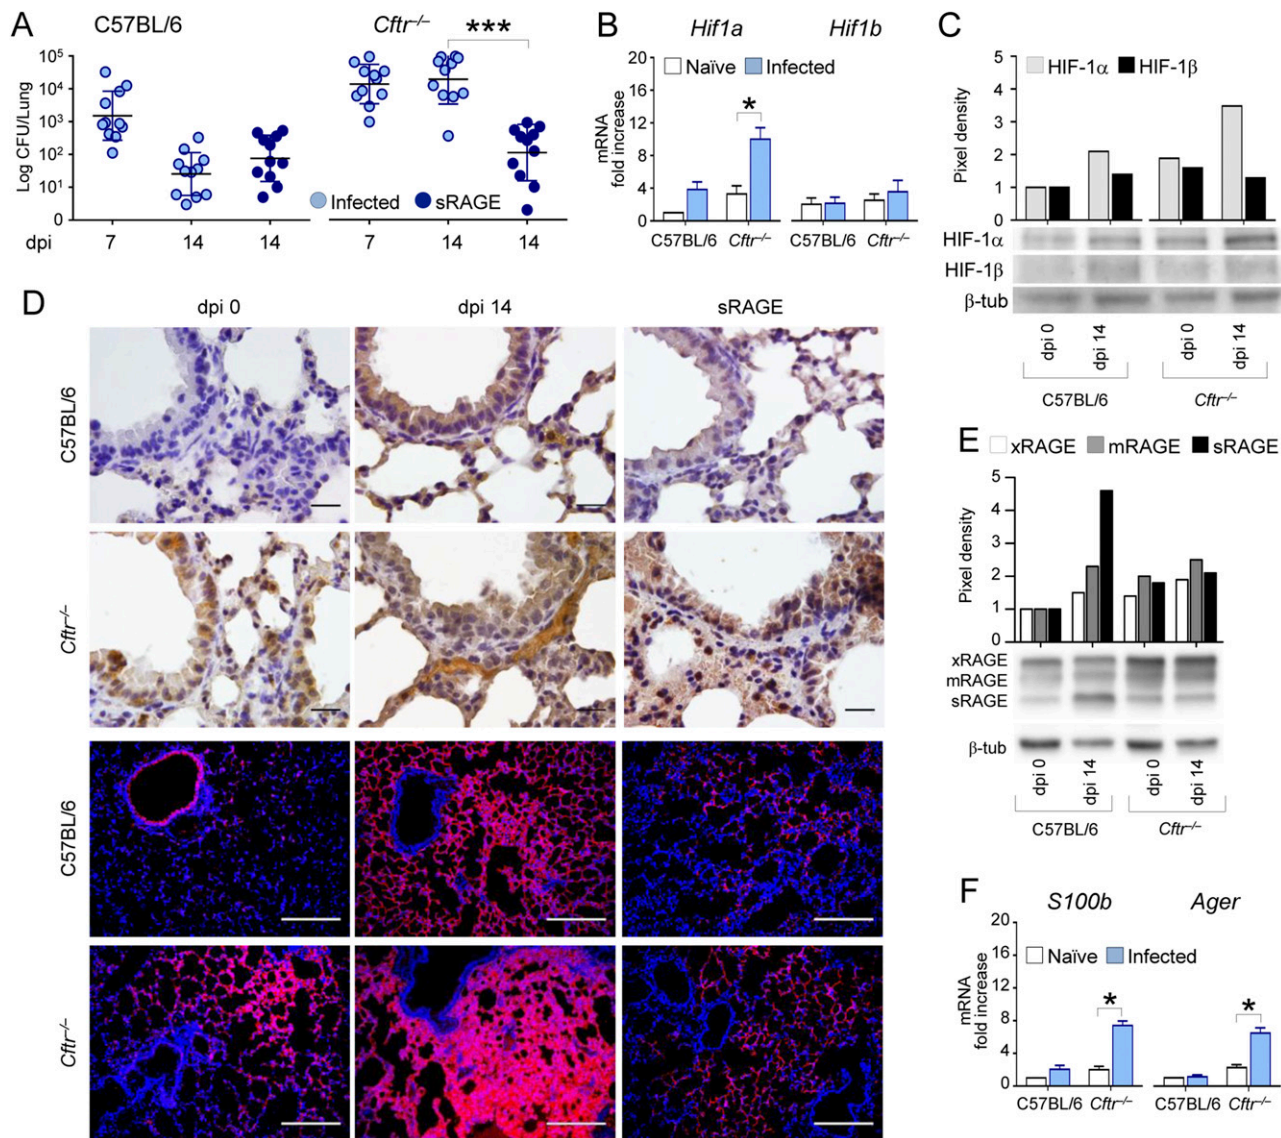 A
C57BL/6
Cftr–/–
***
Log CFU/Lung
10⁵
10⁴
10³
10²
10¹
0
Infected
sRAGE
dpi
7
14
14
7
14
14
B
Hif1a
Hif1b
Naïve
Infected
mRNA
fold increase
20
16
12
8
4
0
*
C57BL/6
Cftr–/–
C57BL/6
Cftr–/–
C
HIF-1α
HIF-1β
Pixel density
5
4
3
2
1
0
HIF-1α
HIF-1β
β-tub
dpi 0
dpi 14
dpi 0
dpi 14
C57BL/6
Cftr–/–
D
dpi 0
dpi 14
sRAGE
C57BL/6
Cftr–/–
C57BL/6
Cftr–/–
E
xRAGE
mRAGE
sRAGE
Pixel density
5
4
3
2
1
0
xRAGE
mRAGE
sRAGE
β-tub
dpi 0
dpi 14
dpi 0
dpi 14
C57BL/6
Cftr–/–
F
S100b
Ager
Naïve
Infected
mRNA
fold increase
20
16
12
8
4
0
*
*
C57BL/6
Cftr–/–
C57BL/6
Cftr–/–